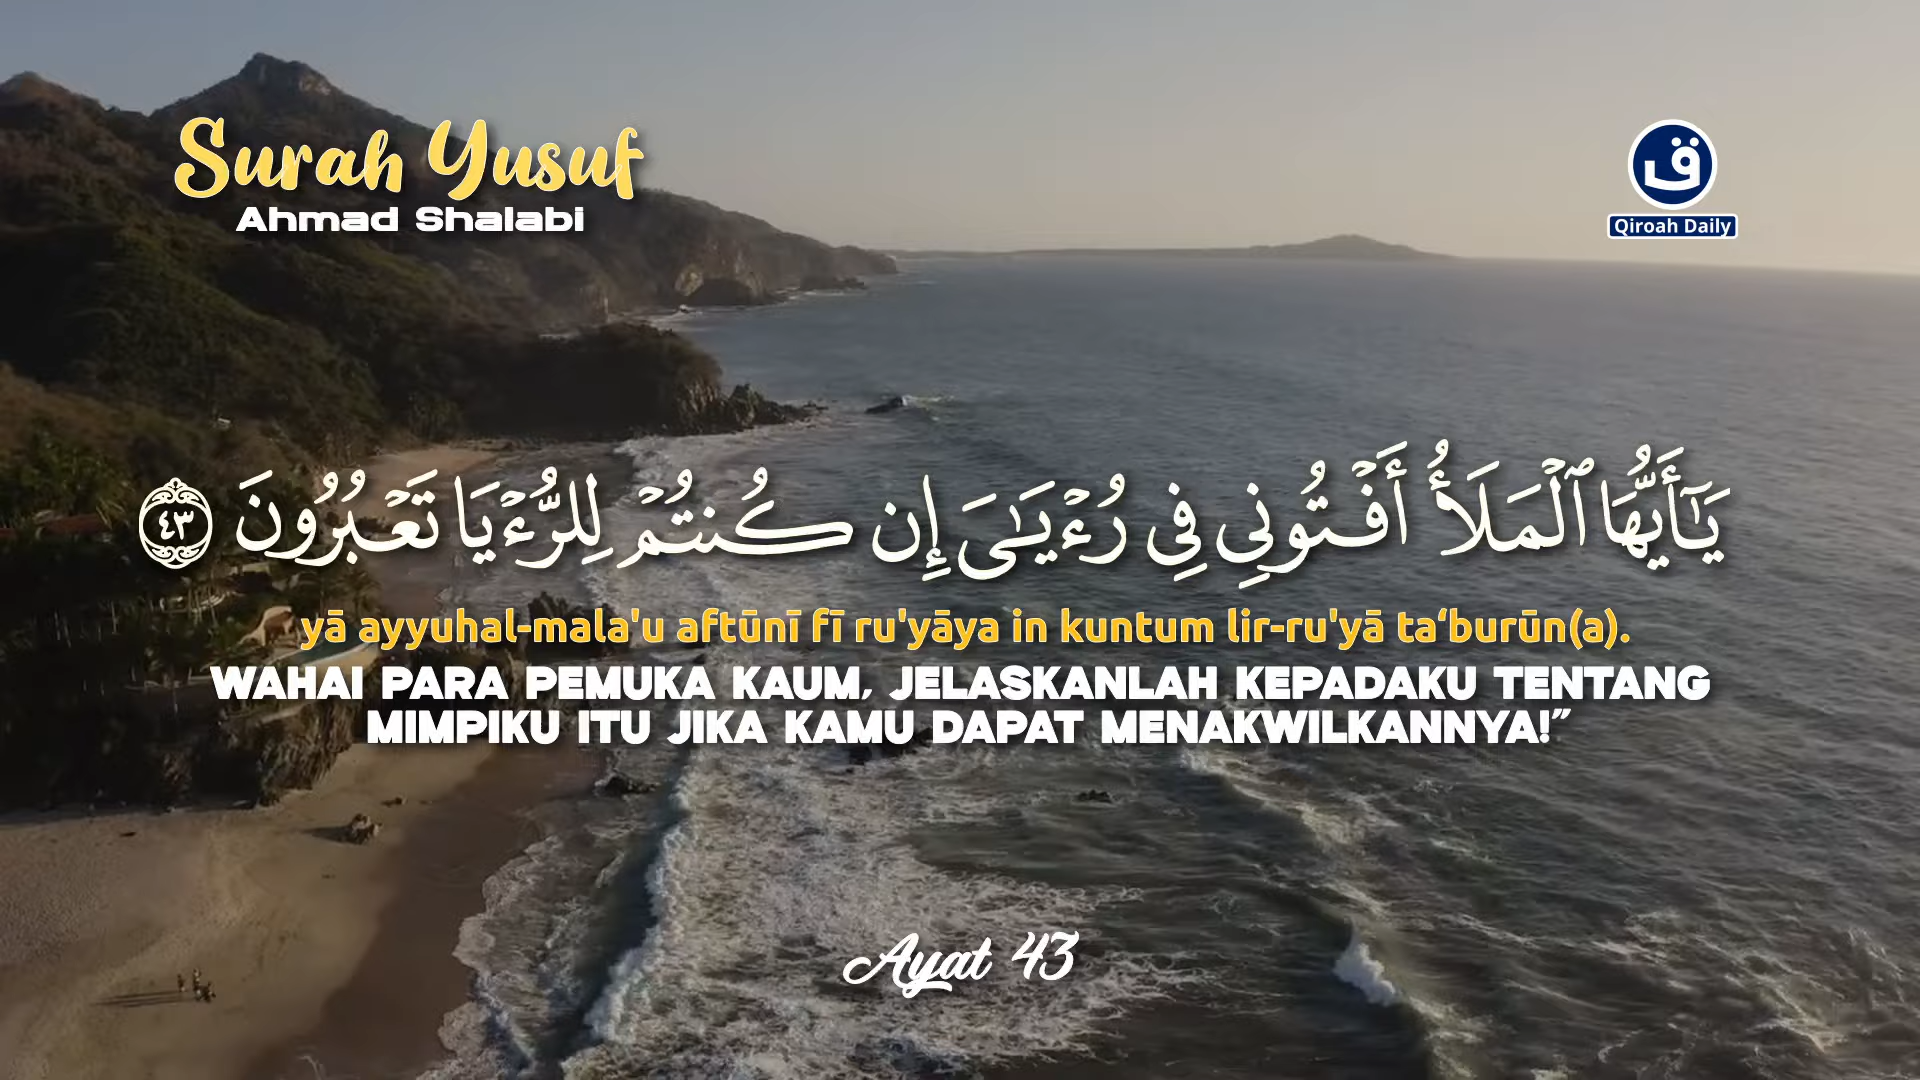 Surah Yusuf
Ahmad Shalabi
ق
Qiroah Daily
يَٰٓأَيُّهَا ٱلْمَلَأُ أَفْتُونِي فِي رُءْيَٰيَ إِن كُنتُمْ لِلرُّءْيَا تَعْبُرُونَ ٤٣
yā ayyuhal-mala'u aftūnī fī ru'yāya in kuntum lir-ru'yā ta‘burūn(a).
WAHAI PARA PEMUKA KAUM, JELASKANLAH KEPADAKU TENTANG
MIMPIKU ITU JIKA KAMU DAPAT MENAKWILKANNYA!”
Ayat 43